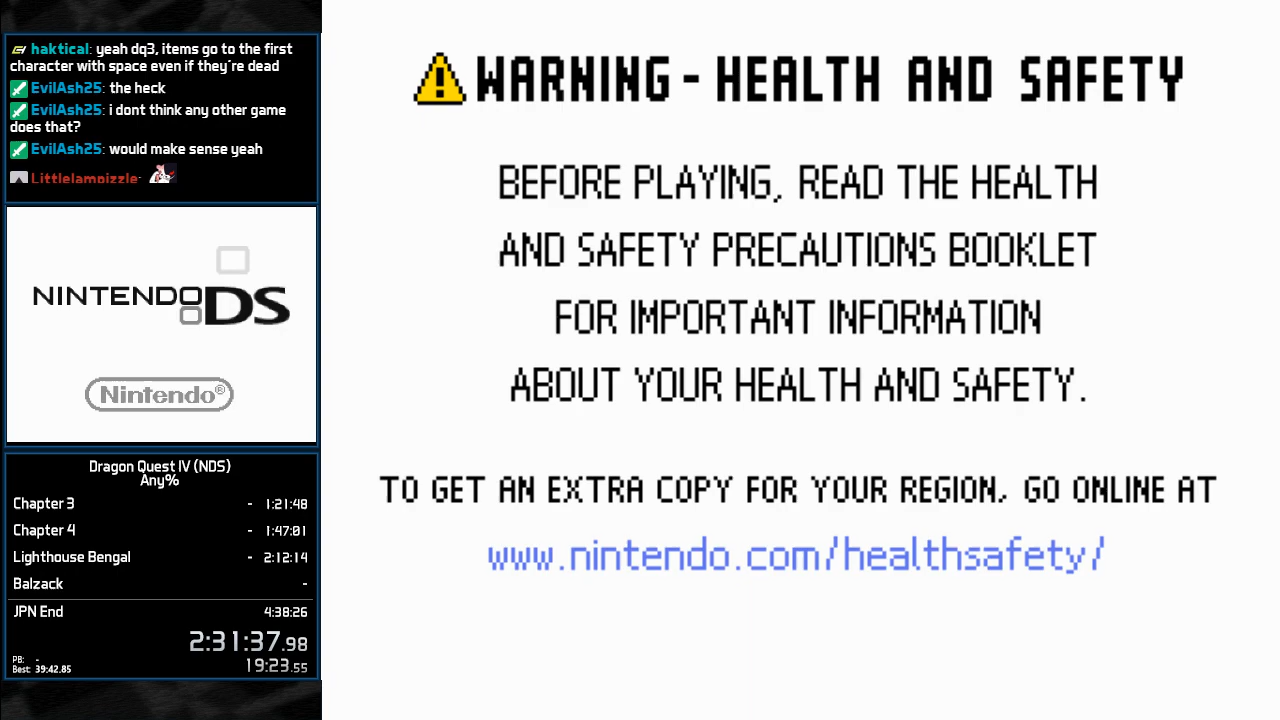 haktical: yeah dq3, items go to the first
character with space even if they're dead
EvilAsh25: the heck
EvilAsh25: i dont think any other game
does that?
EvilAsh25: would make sense yeah
Littlelampizzle:
NINTENDO DS
Nintendo®
Dragon Quest IV (NDS)
Any%
Chapter 3 - 1:21:48
Chapter 4 - 1:47:01
Lighthouse Bengal - 2:12:14
Balzack -
JPN End 4:38:26
2:31:37.98
PB: - 19:23.55
Best: 39:42.85
WARNING - HEALTH AND SAFETY
BEFORE PLAYING, READ THE HEALTH
AND SAFETY PRECAUTIONS BOOKLET
FOR IMPORTANT INFORMATION
ABOUT YOUR HEALTH AND SAFETY.
TO GET AN EXTRA COPY FOR YOUR REGION, GO ONLINE AT
www.nintendo.com/healthsafety/